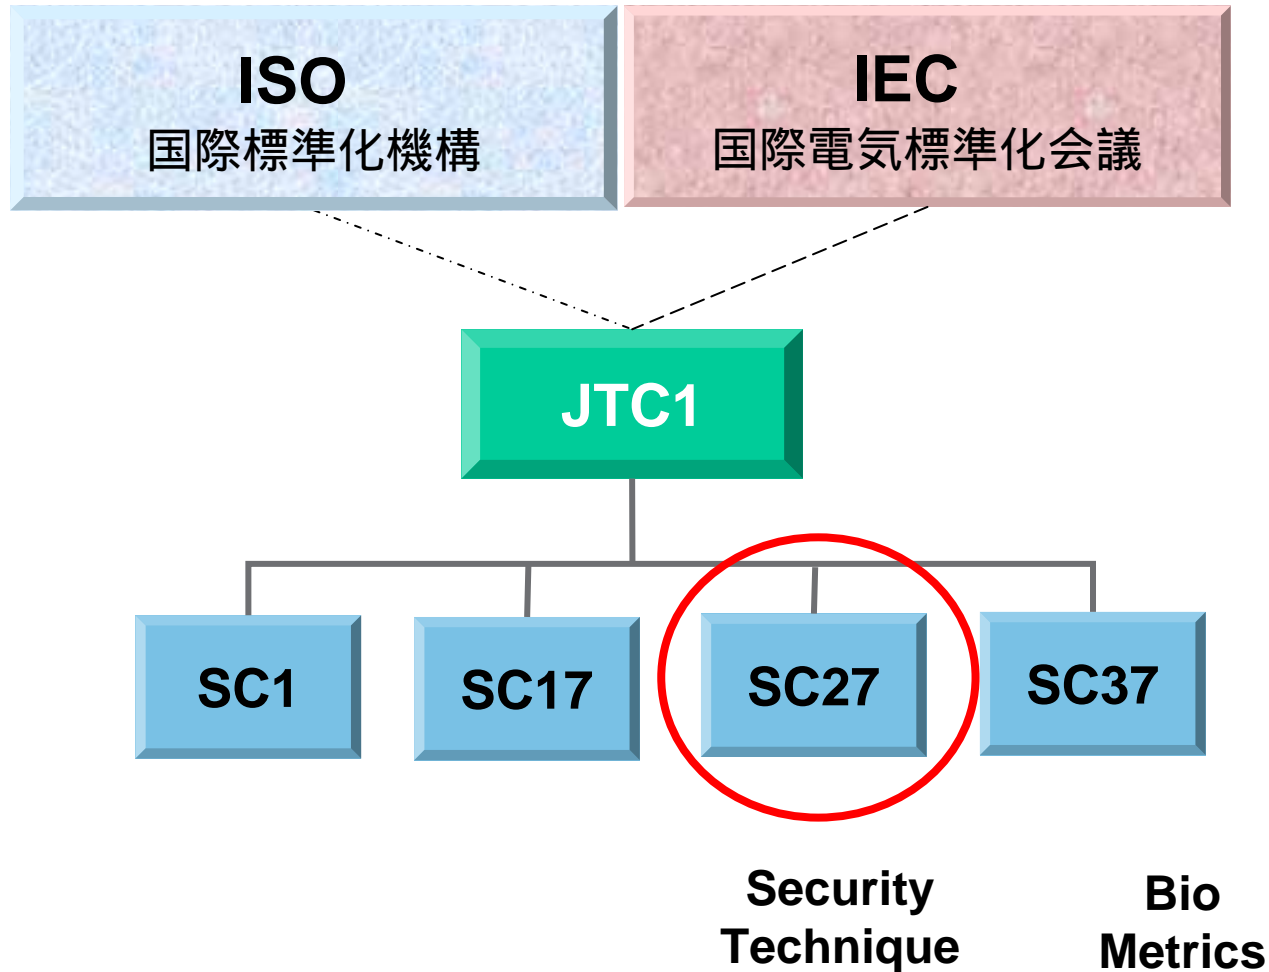 ISO
国際標準化機構
IEC
国際電気標準化会議
JTC1
SC1
SC17
SC27
SC37
Security
Technique
Bio
Metrics